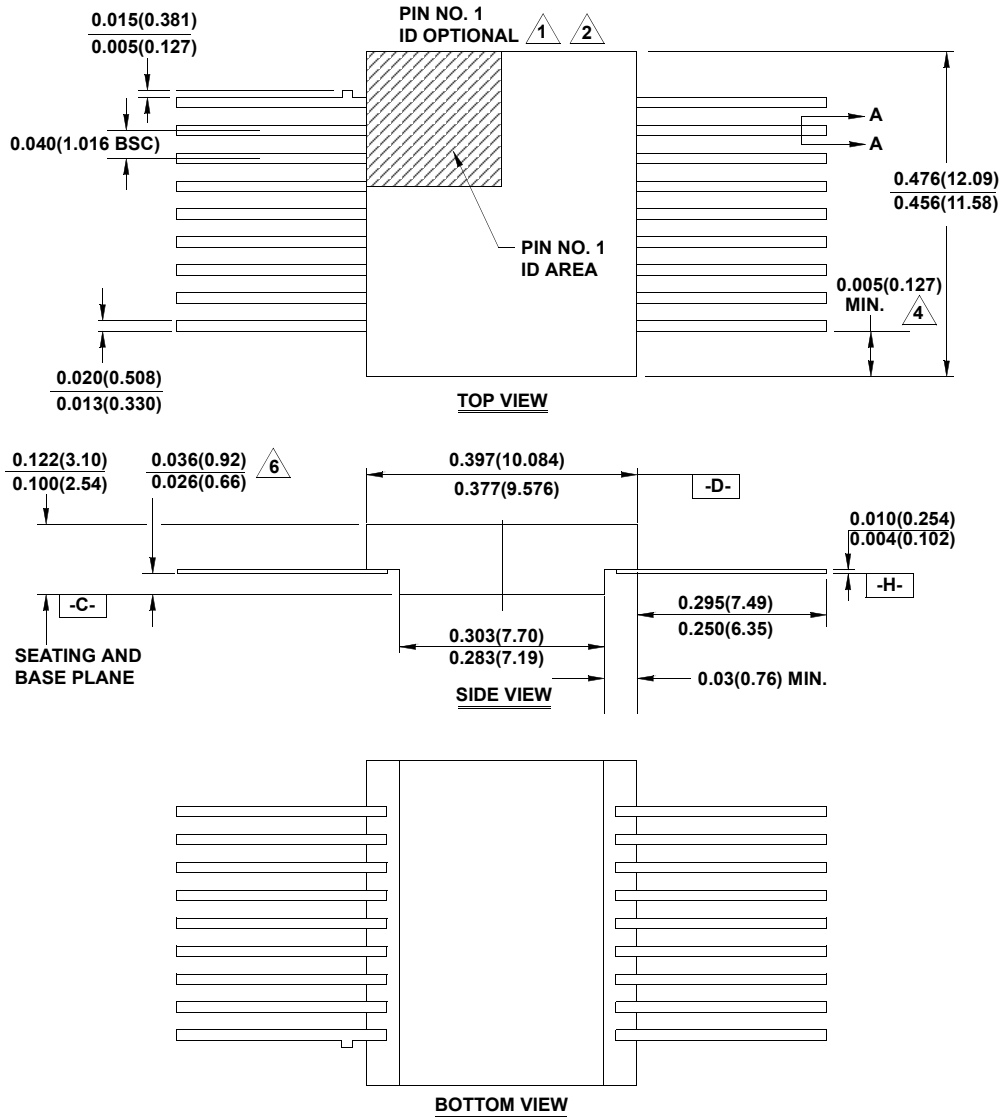 PIN NO. 1
ID OPTIONAL 1 2
0.015(0.381)
0.005(0.127)
0.040(1.016 BSC)
A
A
0.476(12.09)
0.456(11.58)
PIN NO. 1
ID AREA
0.005(0.127)
MIN. 4
0.020(0.508)
0.013(0.330)
TOP VIEW
0.122(3.10)
0.100(2.54)
0.036(0.92)
0.026(0.66)
6
0.397(10.084)
0.377(9.576)
-D-
0.010(0.254)
0.004(0.102)
-H-
-C-
0.295(7.49)
0.250(6.35)
0.303(7.70)
0.283(7.19)
SEATING AND
BASE PLANE
0.03(0.76) MIN.
SIDE VIEW
BOTTOM VIEW